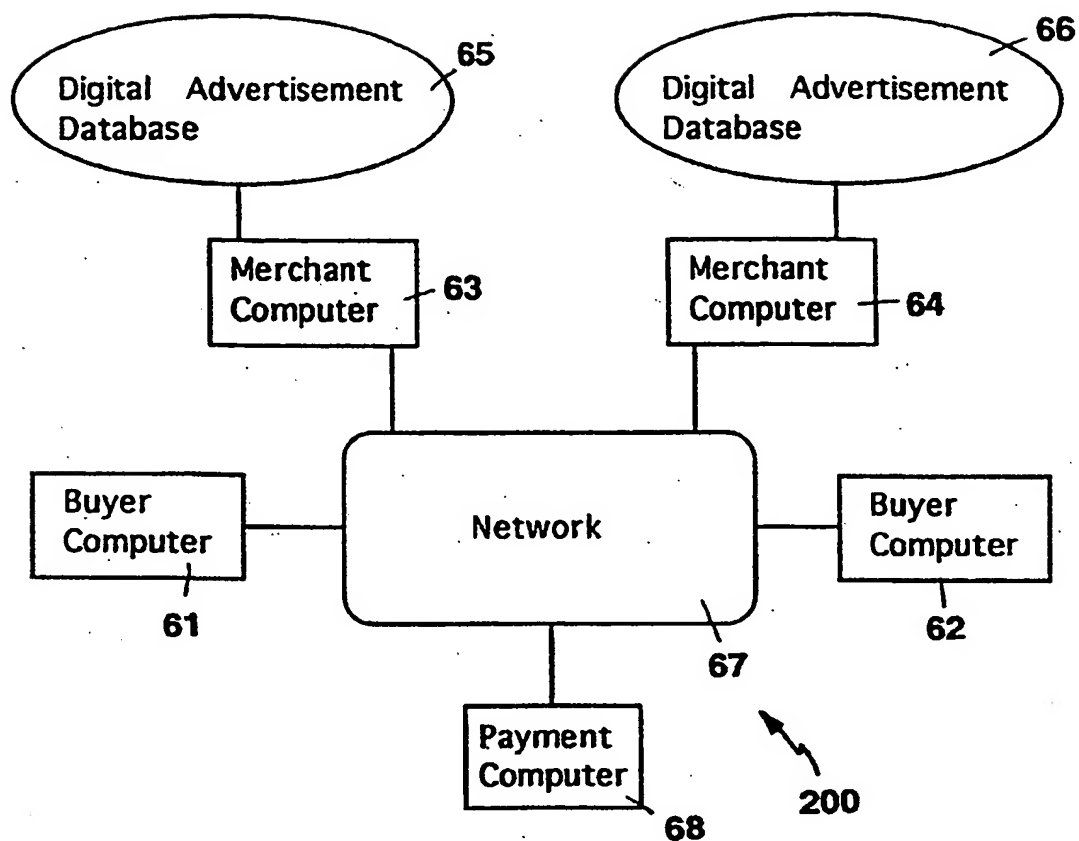 65
66
Digital Advertisement
Database
Digital Advertisement
Database
Merchant
Computer
63
Merchant
Computer
64
Buyer
Computer
61
Network
67
Buyer
Computer
62
Payment
Computer
68
200